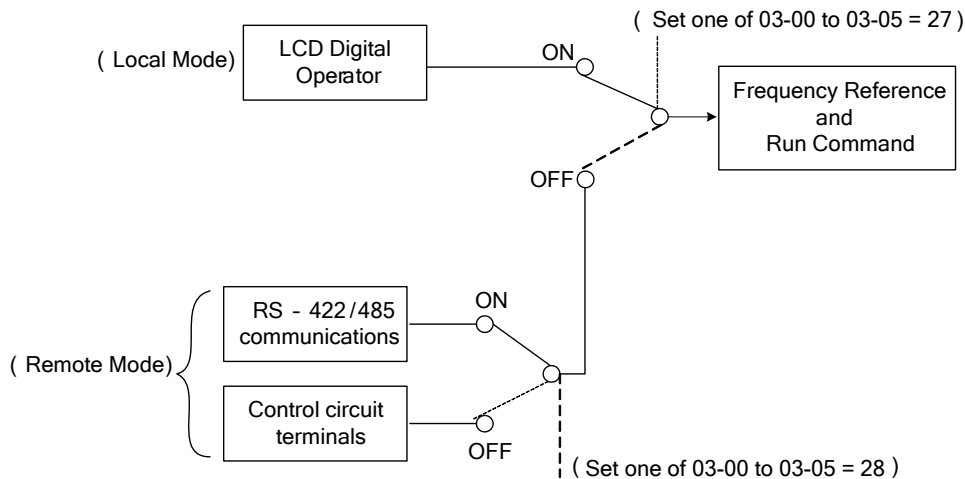 ( Set one of 03-00 to 03-05 = 27 )
( Local Mode)
LCD Digital
Operator
ON
Frequency Reference
and
Run Command
OFF
( Remote Mode)
RS - 422/485
communications
ON
Control circuit
terminals
OFF
( Set one of 03-00 to 03-05 = 28 )